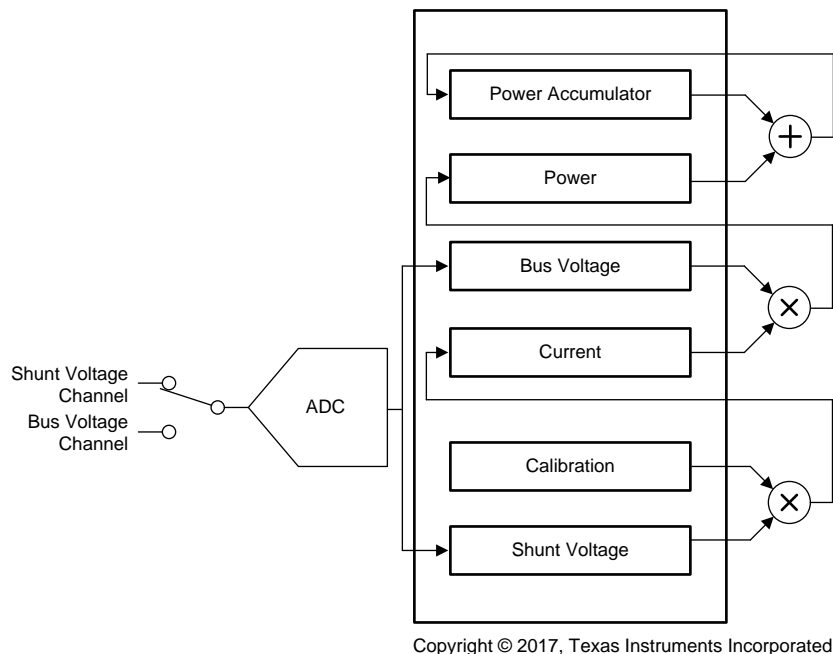 Power Accumulator
Power
Bus Voltage
Current
Shunt Voltage
Channel
Bus Voltage
Channel
ADC
Calibration
Shunt Voltage
Copyright © 2017, Texas Instruments Incorporated